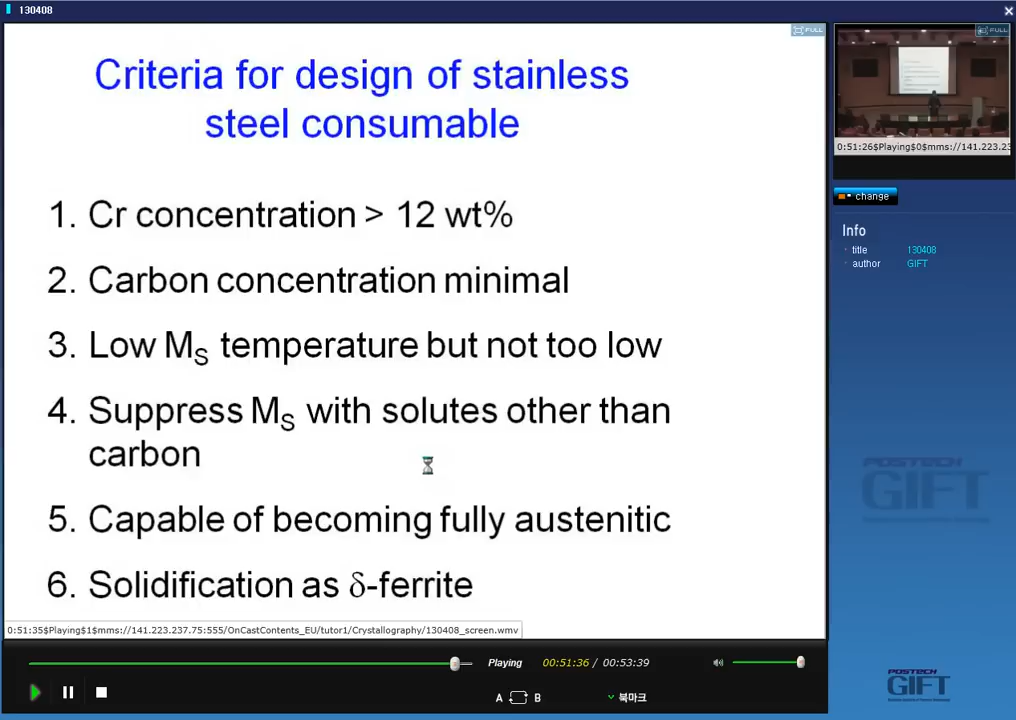 130408
FULL
FULL
Criteria for design of stainless
steel consumable
1. Cr concentration > 12 wt%
2. Carbon concentration minimal
3. Low MS temperature but not too low
4. Suppress MS with solutes other than
carbon
5. Capable of becoming fully austenitic
6. Solidification as δ-ferrite
0:51:35$Playing$1$mms://141.223.237.75:555/OnCastContents_EU/tutor1/Crystallography/130408_screen.wmv
0:51:26$Playing$0$mms://141.223.23
change
Info
title 130408
author GIFT
POSTECH
GIFT
Playing 00:51:36 / 00:53:39
A B 북마크
POSTECH
GIFT